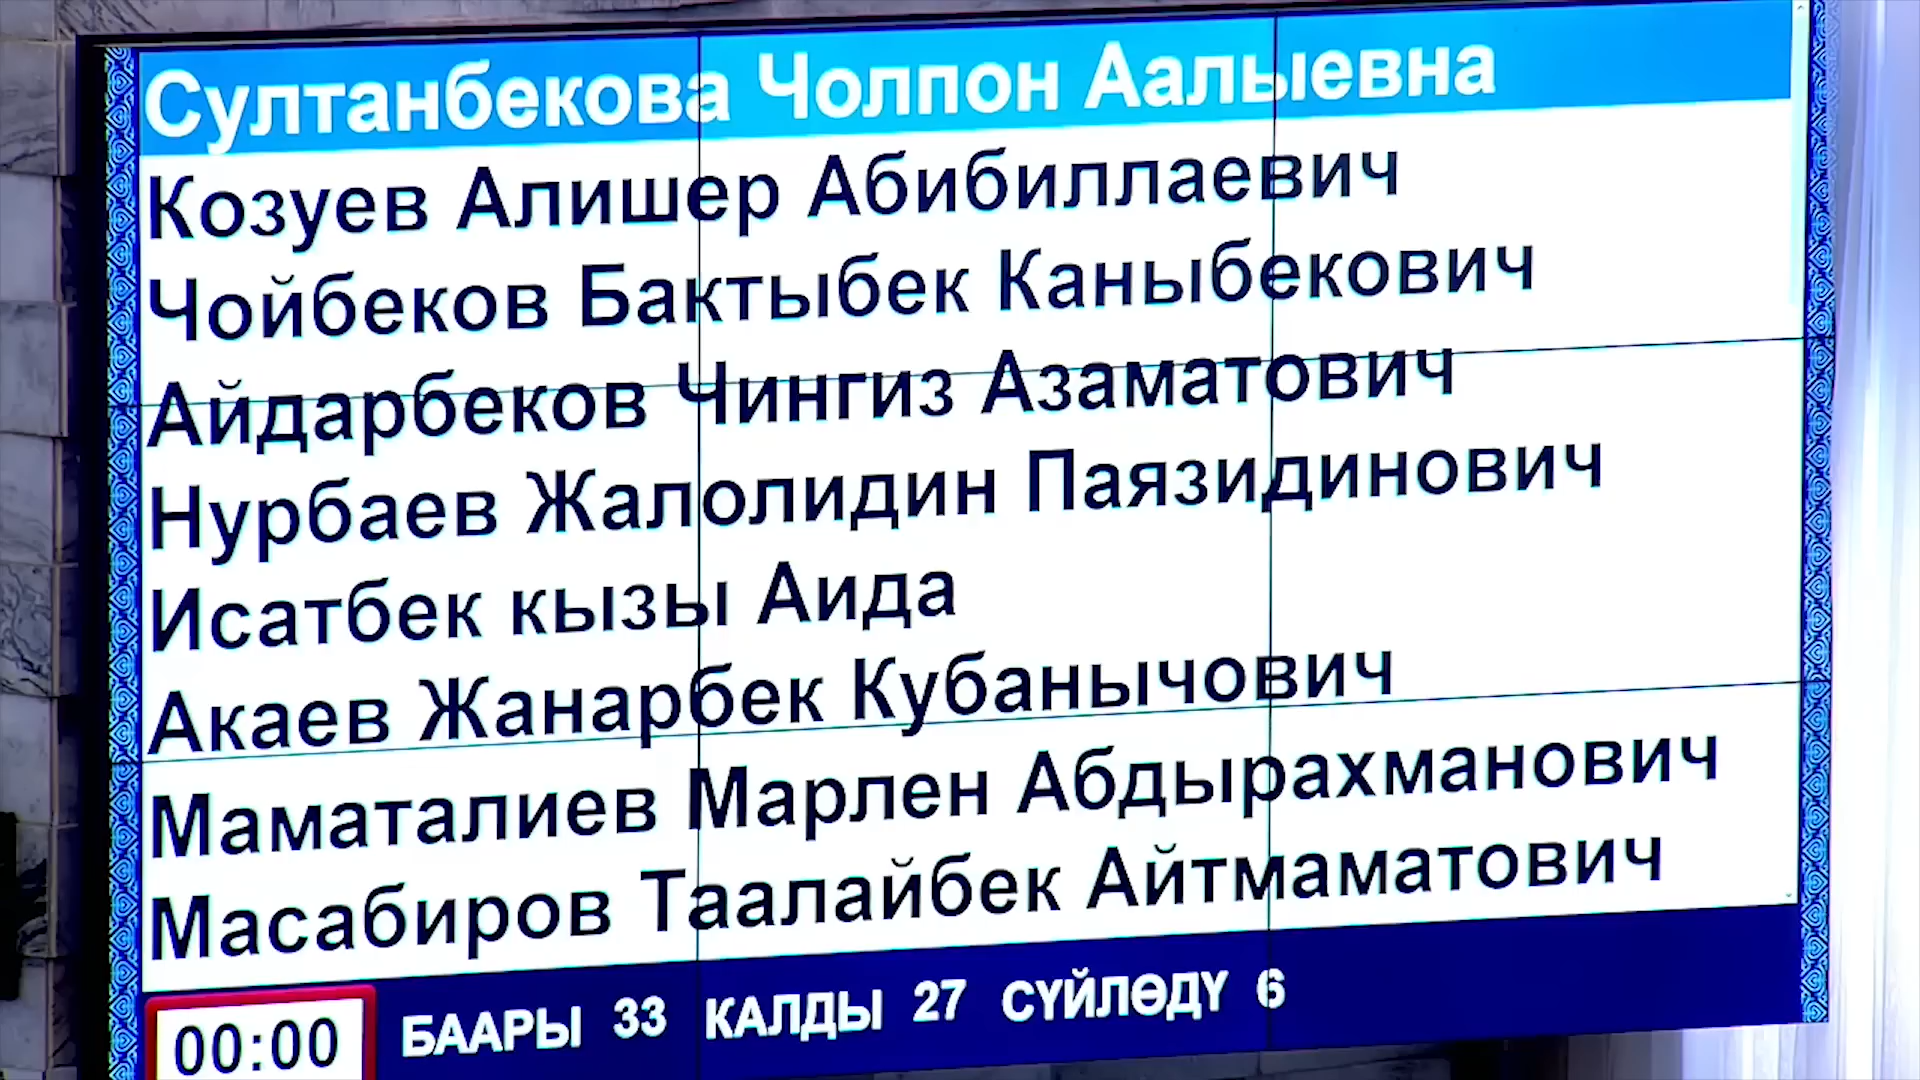 Султанбекова Чолпон Аалыевна
Козуев Алишер Абибиллаевич
Чойбеков Бактыбек Каныбекович
Айдарбеков Чингиз Азаматович
Нурбаев Жалолидин Паязидинович
Исатбек кызы Аида
Акаев Жанарбек Кубанычович
Маматалиев Марлен Абдырахманович
Масабиров Таалайбек Айтмаматович
00:00 БААРЫ 33 КАЛДЫ 27 СҮЙЛӨДҮ 6